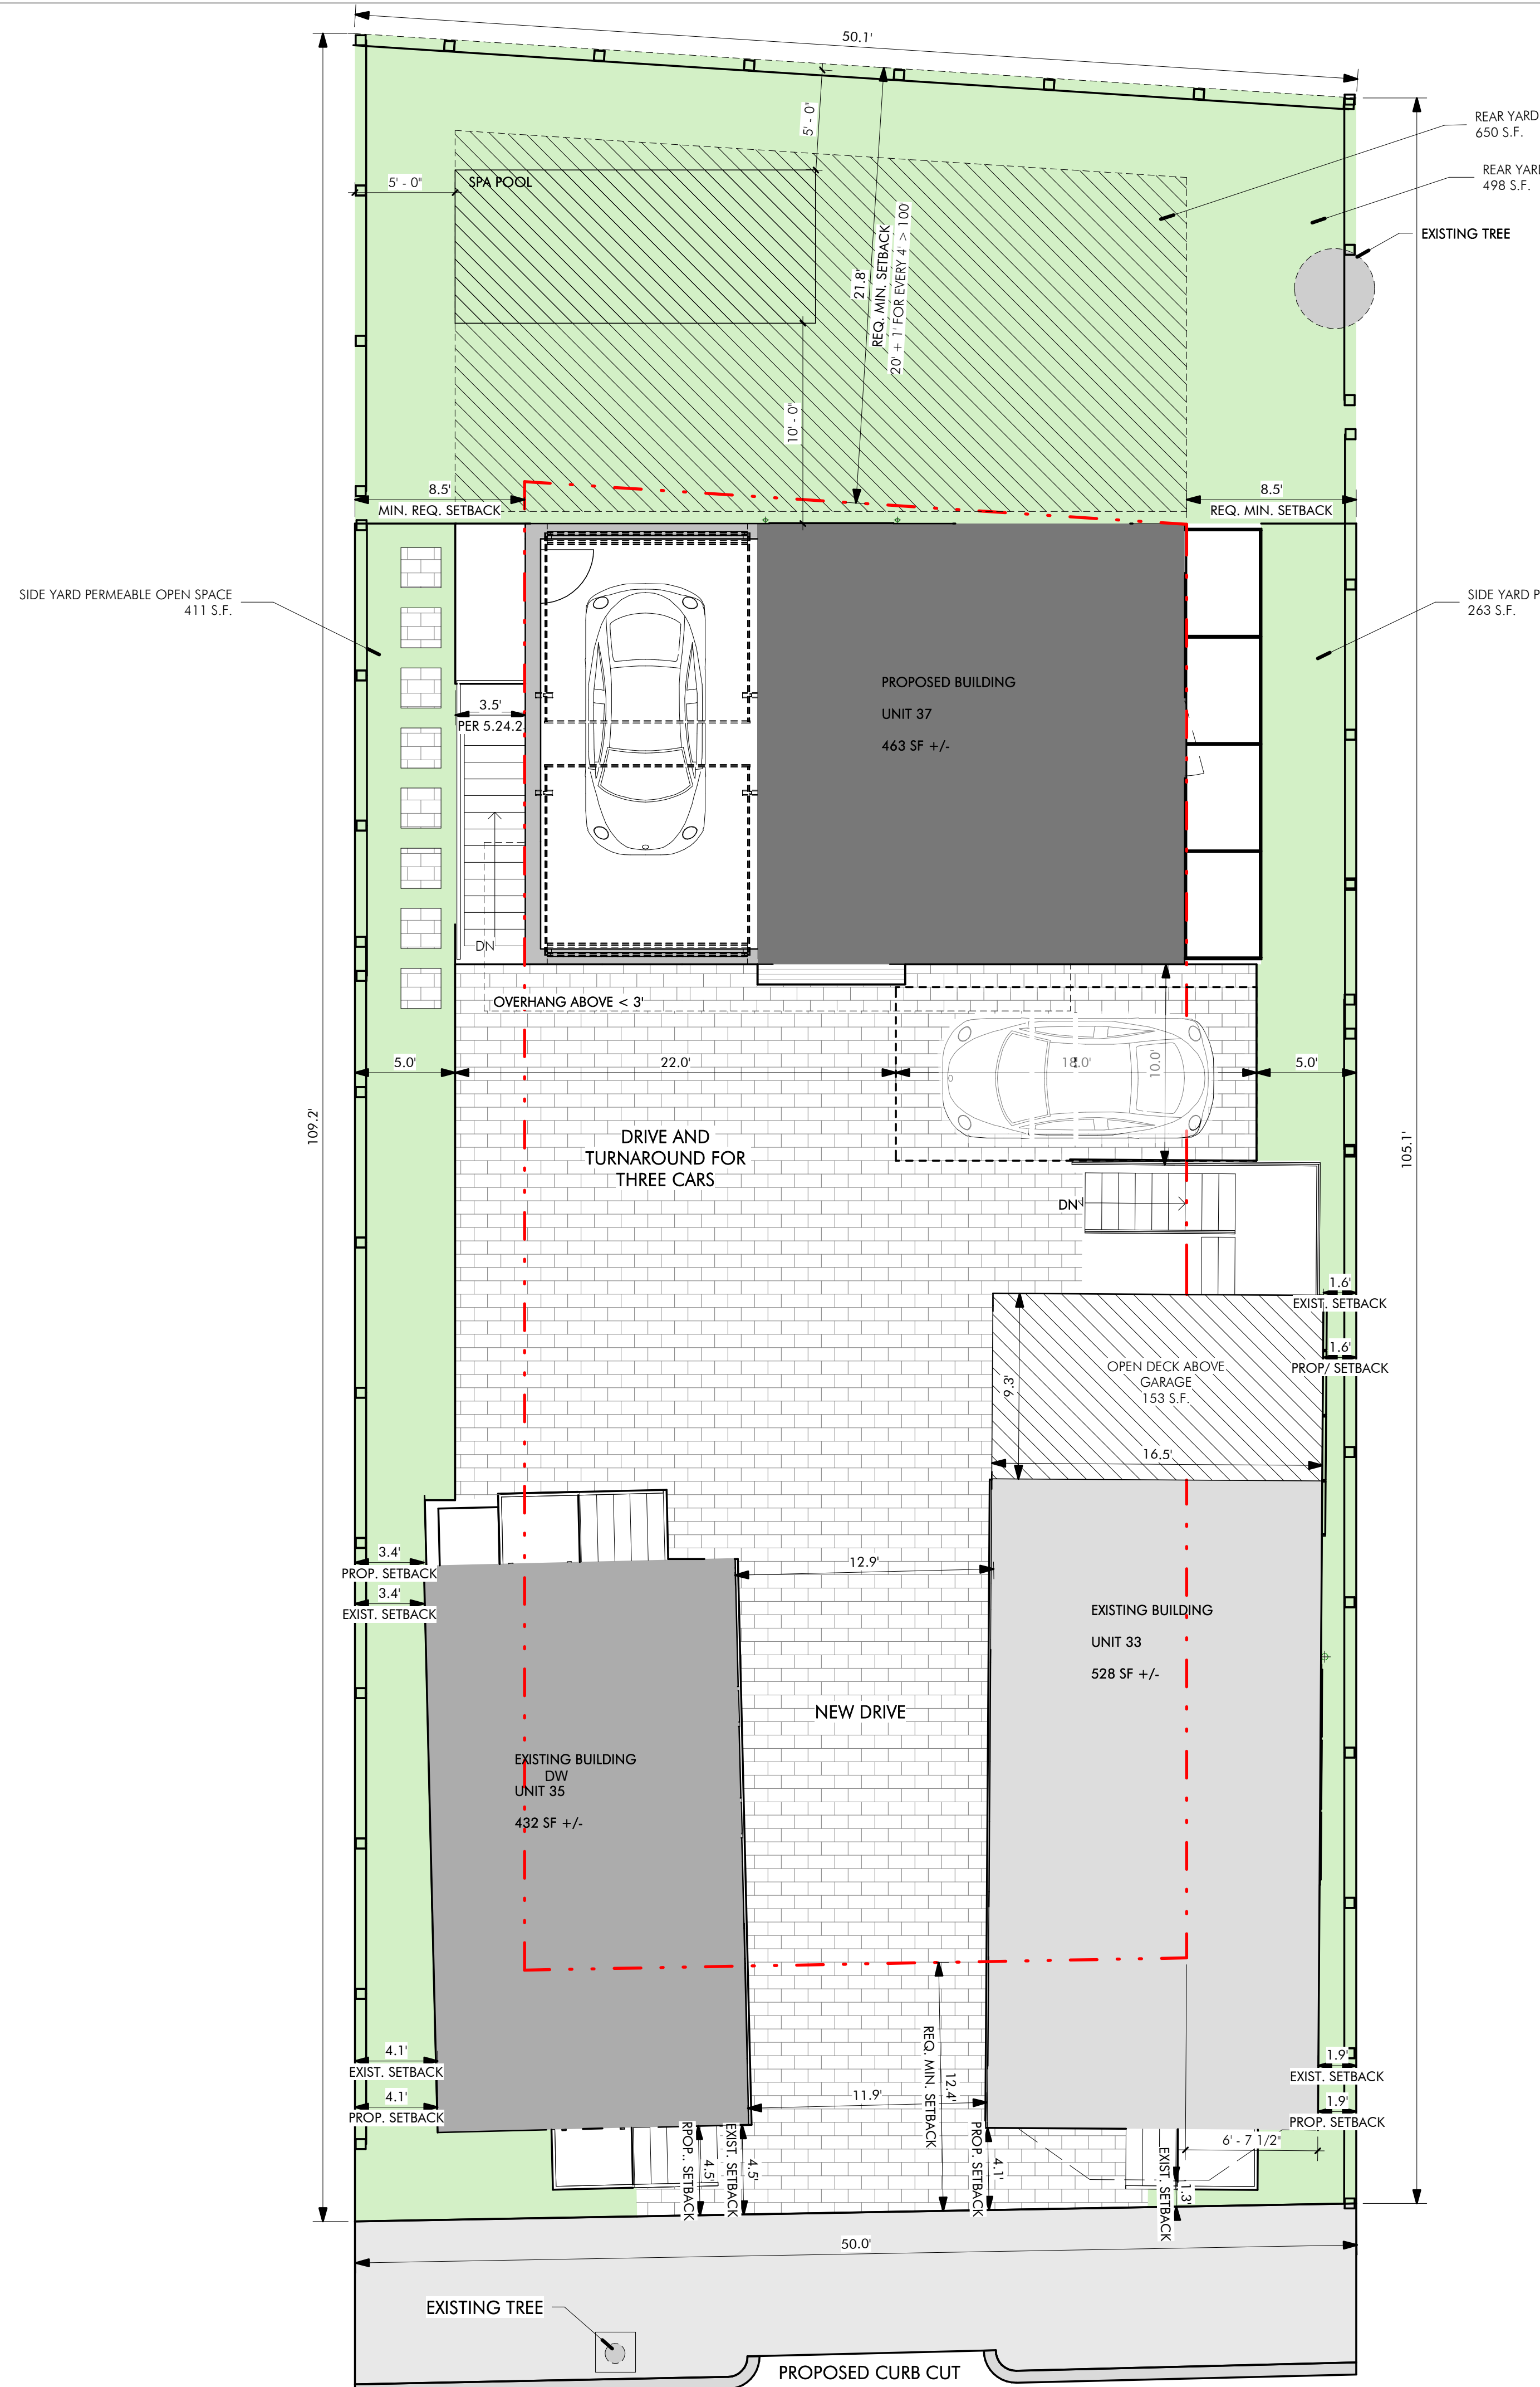 50.1'
5' - 0"
REAR YARD
650 S.F.
5' - 0"
SPA POOL
REAR YARD
498 S.F.
EXISTING TREE
21.8'
REQ. MIN. SETBACK
20' + 1' FOR EVERY 4' > 100'
10' - 0"
8.5'
MIN. REQ. SETBACK
8.5'
REQ. MIN. SETBACK
SIDE YARD PERMEABLE OPEN SPACE
411 S.F.
SIDE YARD P
263 S.F.
PROPOSED BUILDING
UNIT 37
463 SF +/-
3.5'
PER 5.24.2
DN
OVERHANG ABOVE < 3'
5.0'
22.0'
18.0'
10.0'
5.0'
109.2'
105.1'
DRIVE AND
TURNAROUND FOR
THREE CARS
DN
1.6'
EXIST. SETBACK
1.6'
PROP/ SETBACK
OPEN DECK ABOVE
GARAGE
153 S.F.
9.3'
16.5'
3.4'
PROP. SETBACK
3.4'
EXIST. SETBACK
12.9'
EXISTING BUILDING
UNIT 33
528 SF +/-
NEW DRIVE
EXISTING BUILDING
DW
UNIT 35
432 SF +/-
4.1'
EXIST. SETBACK
4.1'
PROP. SETBACK
1.9'
EXIST. SETBACK
1.9'
PROP. SETBACK
11.9'
REQ. MIN. SETBACK
12.4'
RPOP.. SETBACK
4.5'
EXIST. SETBACK
4.5'
PROP. SETBACK
4.1'
EXIST. SETBACK
1.3'
6' - 7 1/2"
50.0'
EXISTING TREE
PROPOSED CURB CUT